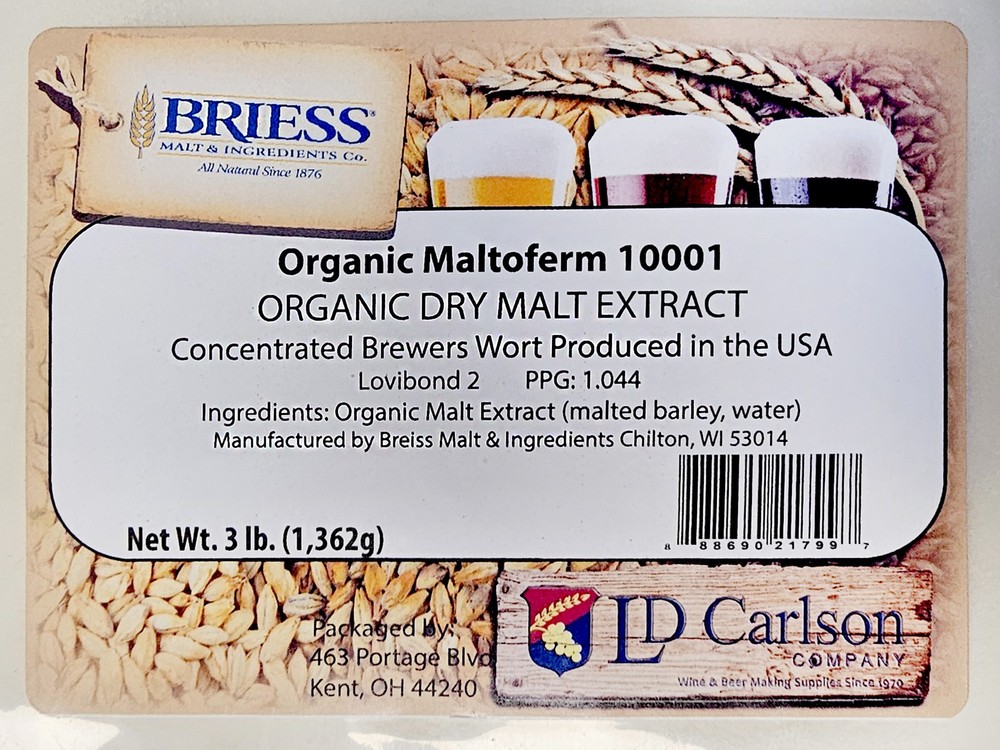 BRIESS®
MALT & INGREDIENTS Co.
All Natural Since 1876
Organic Maltoferm 10001
ORGANIC DRY MALT EXTRACT
Concentrated Brewers Wort Produced in the USA
Lovibond 2 PPG: 1.044
Ingredients: Organic Malt Extract (malted barley, water)
Manufactured by Breiss Malt & Ingredients Chilton, WI 53014
Net Wt. 3 lb. (1,362g)
8 88690 21799 7
Packaged by:
463 Portage Blvd
Kent, OH 44240
LD Carlson
COMPANY
Wine & Beer Making Supplies Since 1970